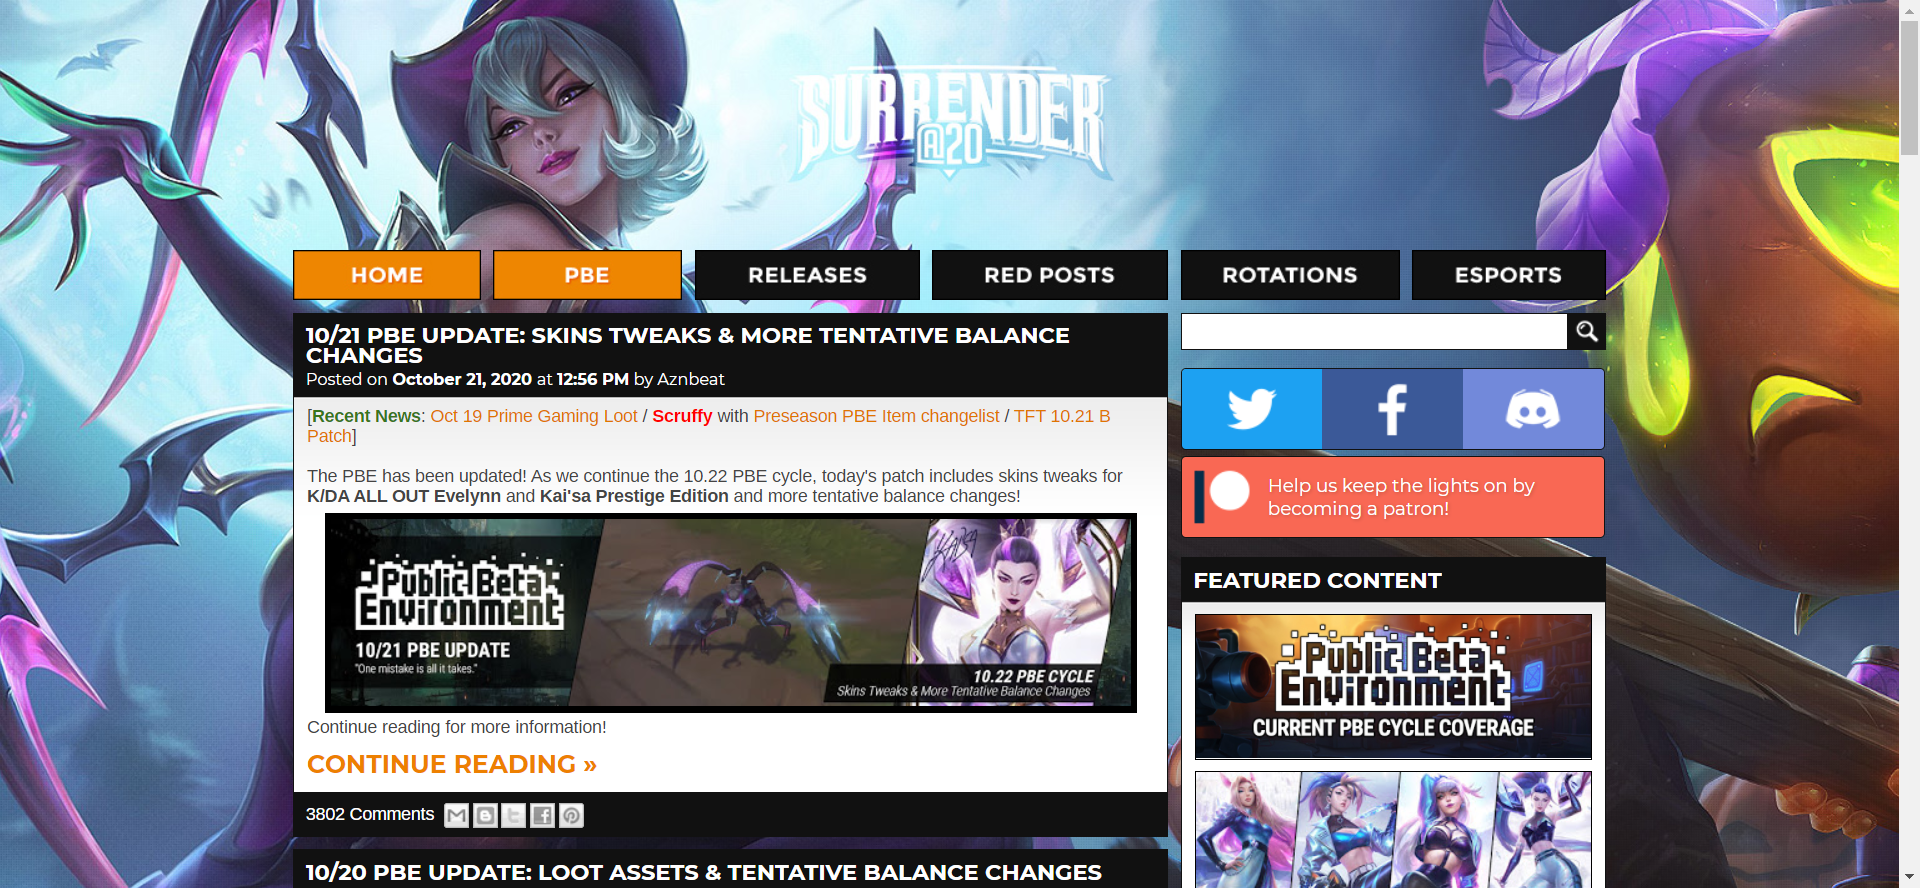 SURRENDER
@20
HOME
PBE
RELEASES
RED POSTS
ROTATIONS
ESPORTS
10/21 PBE UPDATE: SKINS TWEAKS & MORE TENTATIVE BALANCE
CHANGES
Posted on October 21, 2020 at 12:56 PM by Aznbeat
[Recent News: Oct 19 Prime Gaming Loot / Scruffy with Preseason PBE Item changelist / TFT 10.21 B
Patch]
The PBE has been updated! As we continue the 10.22 PBE cycle, today's patch includes skins tweaks for
K/DA ALL OUT Evelynn and Kai'sa Prestige Edition and more tentative balance changes!
Public Beta
Environment
10/21 PBE UPDATE
"One mistake is all it takes."
KAI'SA
10.22 PBE CYCLE
Skins Tweaks & More Tentative Balance Changes
Continue reading for more information!
CONTINUE READING »
3802 Comments
10/20 PBE UPDATE: LOOT ASSETS & TENTATIVE BALANCE CHANGES
Help us keep the lights on by
becoming a patron!
FEATURED CONTENT
Public Beta
Environment
CURRENT PBE CYCLE COVERAGE